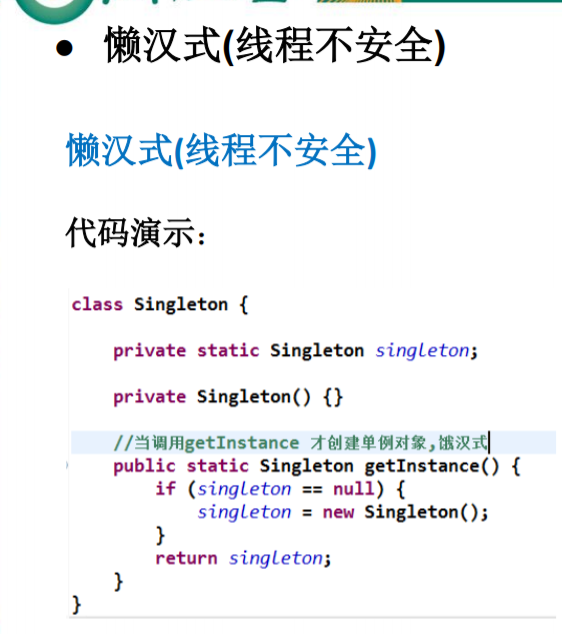 • 懒汉式(线程不安全)
懒汉式(线程不安全)
代码演示：
class Singleton {
private static Singleton singleton;
private Singleton() {}
//当调用getInstance 才创建单例对象,饿汉式
public static Singleton getInstance() {
if (singleton == null) {
singleton = new Singleton();
}
return singleton;
}
}